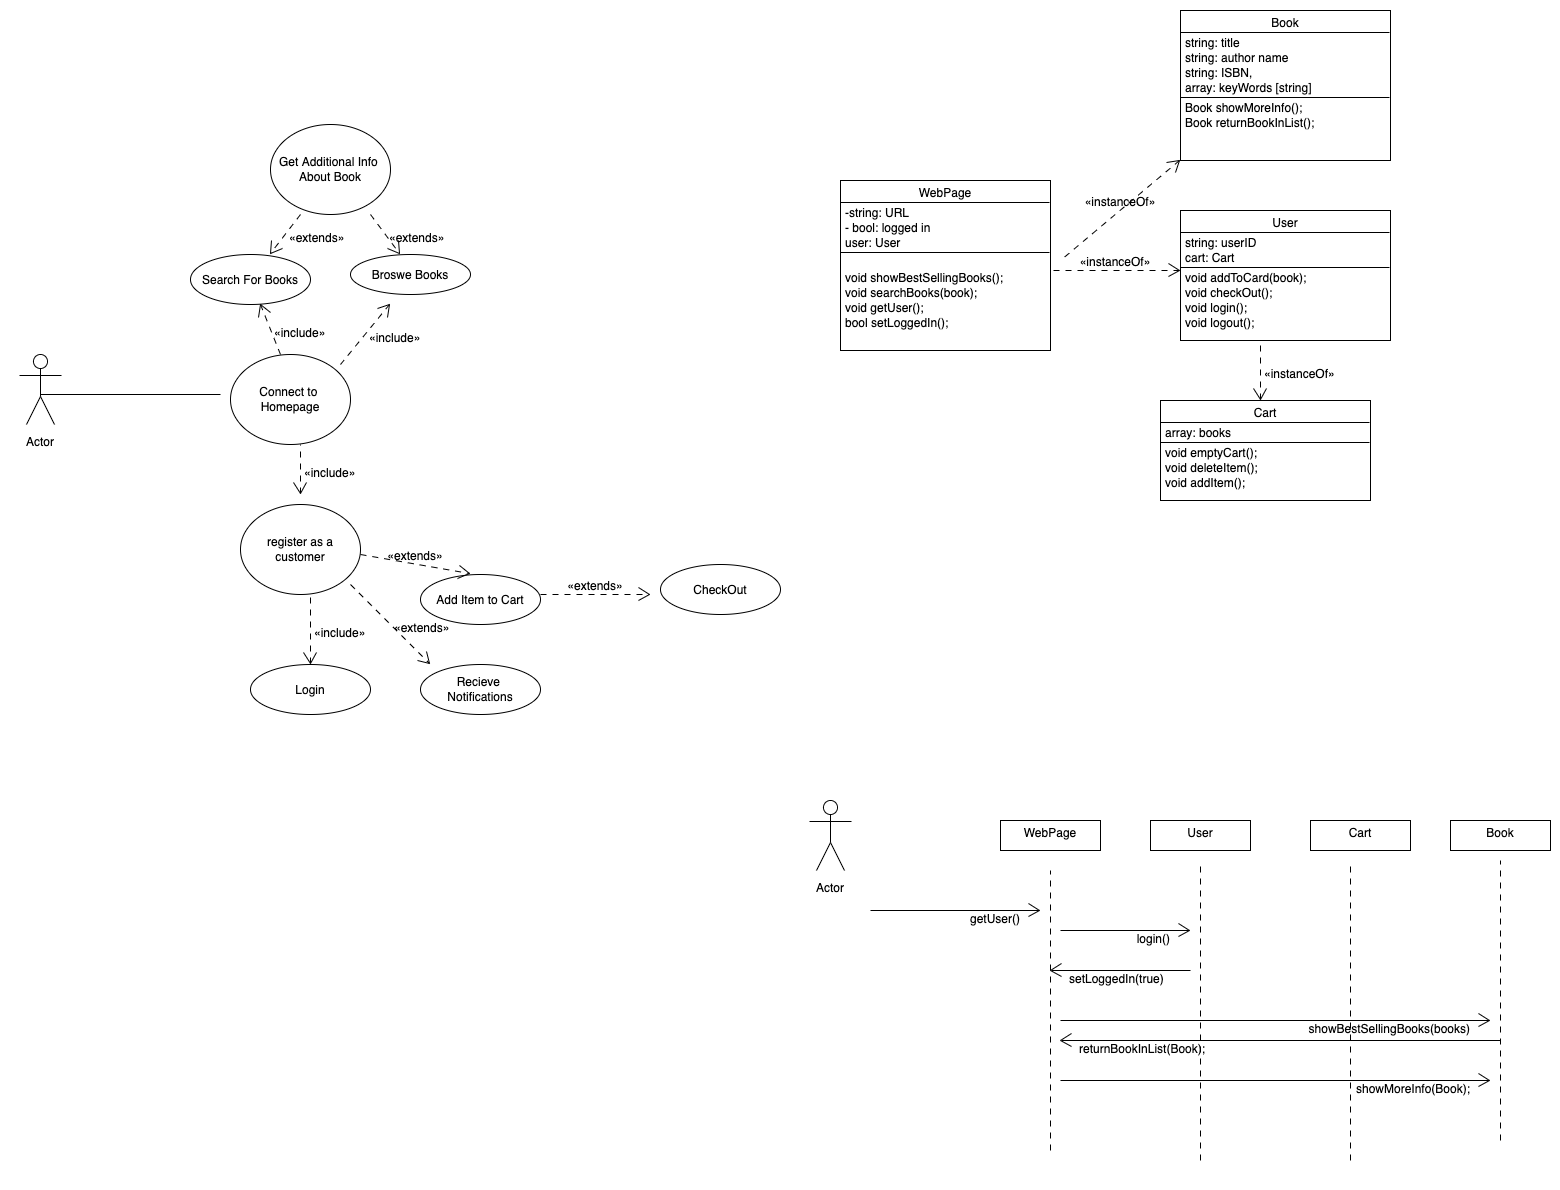 Get Additional Info
About Book
«extends»
«extends»
Search For Books
Broswe Books
«include»
«include»
Connect to
Homepage
Actor
«include»
register as a
customer
«extends»
Add Item to Cart
«extends»
CheckOut
«include»
«extends»
Login
Recieve
Notifications
Book
string: title
string: author name
string: ISBN,
array: keyWords [string]
Book showMoreInfo();
Book returnBookInList();
WebPage
-string: URL
- bool: logged in
user: User
void showBestSellingBooks();
void searchBooks(book);
void getUser();
bool setLoggedIn();
«instanceOf»
«instanceOf»
User
string: userID
cart: Cart
void addToCard(book);
void checkOut();
void login();
void logout();
«instanceOf»
Cart
array: books
void emptyCart();
void deleteItem();
void addItem();
Actor
WebPage
User
Cart
Book
getUser()
login()
setLoggedIn(true)
showBestSellingBooks(books)
returnBookInList(Book);
showMoreInfo(Book);